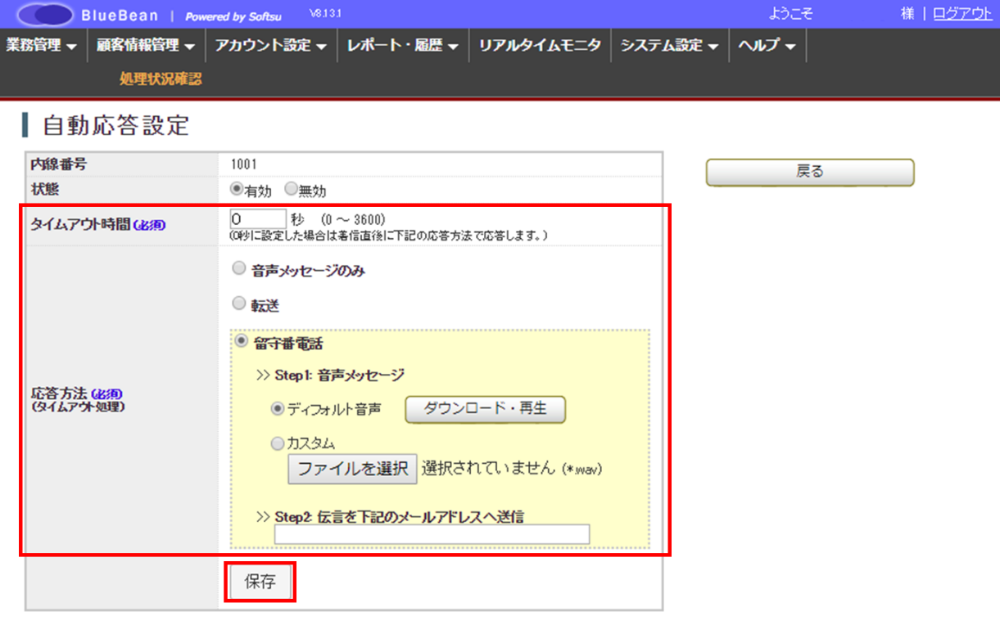 BlueBean | Powered by Softsu V8.13.1 ようこそ 様 | ログアウト
業務管理 顧客情報管理 アカウント設定 レポート・履歴 リアルタイムモニタ システム設定 ヘルプ
処理状況確認
自動応答設定
内線番号 1001
戻る
状態 有効 無効
タイムアウト時間(必須) 0 秒 (0 ～ 3600)
(0秒に設定した場合は着信直後に下記の応答方法で応答します。)
音声メッセージのみ
転送
留守番電話
>> Step1: 音声メッセージ
応答方法(必須)
(タイムアウト処理)
ディフォルト音声 ダウンロード・再生
カスタム
ファイルを選択 選択されていません (*.wav)
>> Step2: 伝言を下記のメールアドレスへ送信
保存